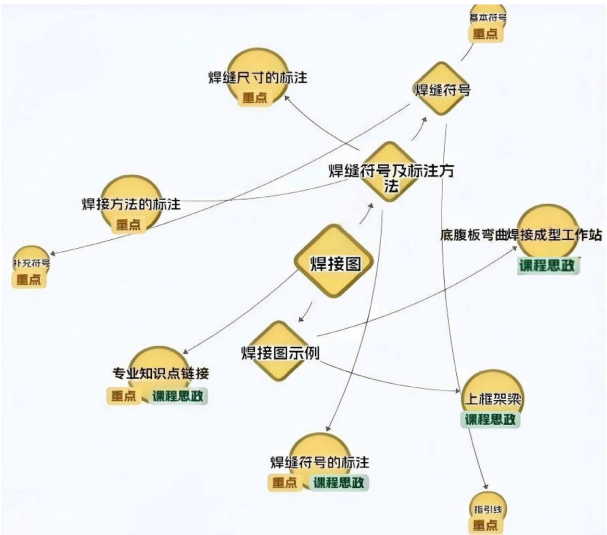 基本符号
重点
焊缝尺寸的标注
重点
焊缝符号
焊缝符号及标注方
法
焊接方法的标注
重点
底腹板弯曲焊接成型工作站
课程思政
补充符号
重点
焊接图
焊接图示例
专业知识点链接
重点 课程思政
上框架梁
课程思政
焊缝符号的标注
重点 课程思政
指引线
重点